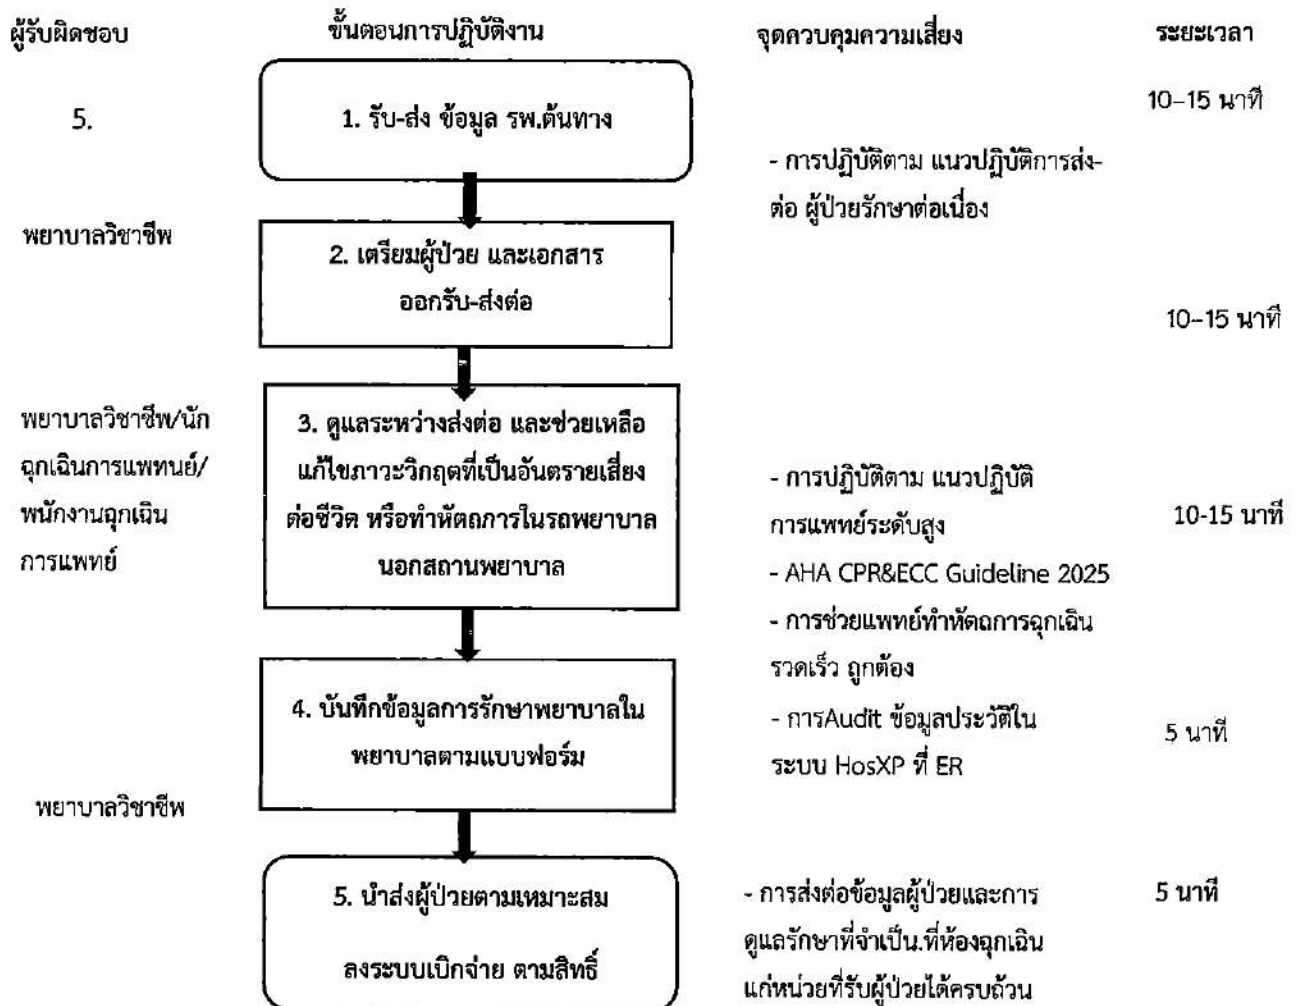 ผู้รับผิดชอบ
ขั้นตอนการปฏิบัติงาน
จุดควบคุมความเสี่ยง
ระยะเวลา
5.
1. รับ-ส่ง ข้อมูล รพ.ต้นทาง
10–15 นาที
- การปฏิบัติตาม แนวปฏิบัติการส่ง-
ต่อ ผู้ป่วยรักษาต่อเนื่อง
พยาบาลวิชาชีพ
2. เตรียมผู้ป่วย และเอกสาร
ออกรับ-ส่งต่อ
10–15 นาที
พยาบาลวิชาชีพ/นัก
ฉุกเฉินการแพทนย์/
พนักงานฉุกเฉิน
การแพทย์
3. ดูแลระหว่างส่งต่อ และช่วยเหลือ
แก้ไขภาวะวิกฤตที่เป็นอันตรายเสี่ยง
ต่อชีวิต หรือทำหัตถการในรถพยาบาล
นอกสถานพยาบาล
- การปฏิบัติตาม แนวปฏิบัติ
การแพทย์ระดับสูง
- AHA CPR&ECC Guideline 2025
- การช่วยแพทย์ทำหัตถการฉุกเฉิน
รวดเร็ว ถูกต้อง
10-15 นาที
4. บันทึกข้อมูลการรักษาพยาบาลใน
พยาบาลตามแบบฟอร์ม
- การAudit ข้อมูลประวัติใน
ระบบ HosXP ที่ ER
5 นาที
พยาบาลวิชาชีพ
5. นำส่งผู้ป่วยตามเหมาะสม
ลงระบบเบิกจ่าย ตามสิทธิ์
- การส่งต่อข้อมูลผู้ป่วยและการ
ดูแลรักษาที่จำเป็น.ที่ห้องฉุกเฉิน
แก่หน่วยที่รับผู้ป่วยได้ครบถ้วน
5 นาที